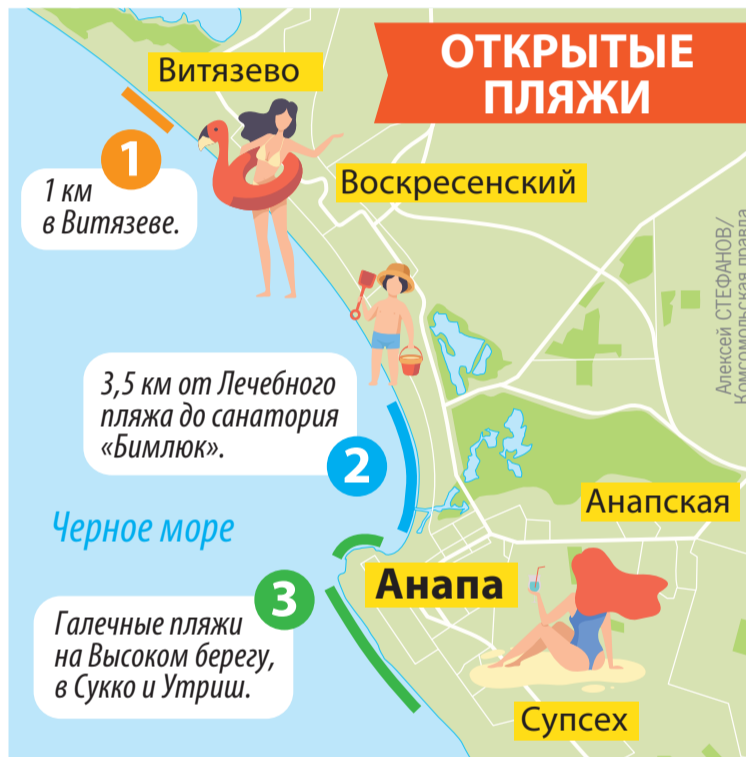 ОТКРЫТЫЕ
ПЛЯЖИ
Витязево
1
1 км
в Витязеве.
Воскресенский
Алексей СТЕФАНОВ/
Комсомольская правда
3,5 км от Лечебного
пляжа до санатория
«Бимлюк».
2
Анапская
Черное море
Анапа
3
Галечные пляжи
на Высоком берегу,
в Сукко и Утриш.
Супсех